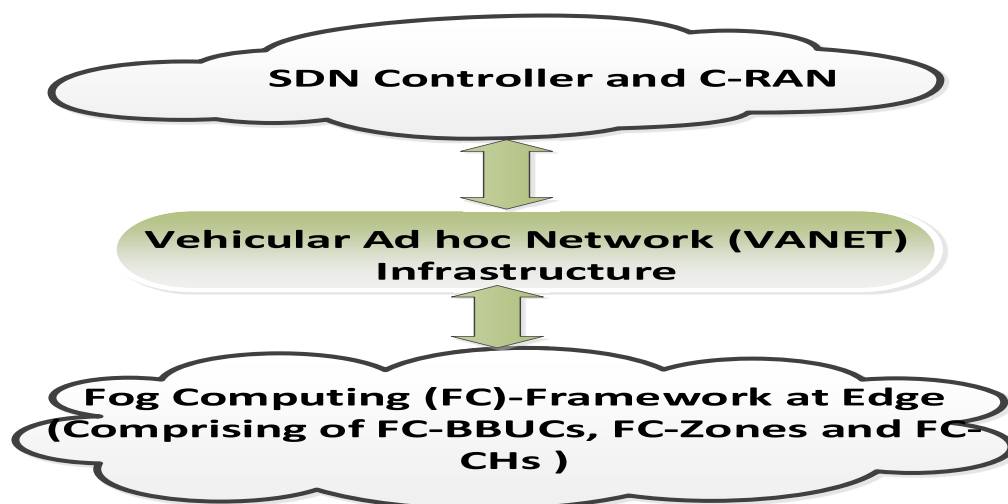 SDN Controller and C-RAN
Vehicular Ad hoc Network (VANET)
Infrastructure
Fog Computing (FC)-Framework at Edge
(Comprising of FC-BBUCs, FC-Zones and FC-
CHs )